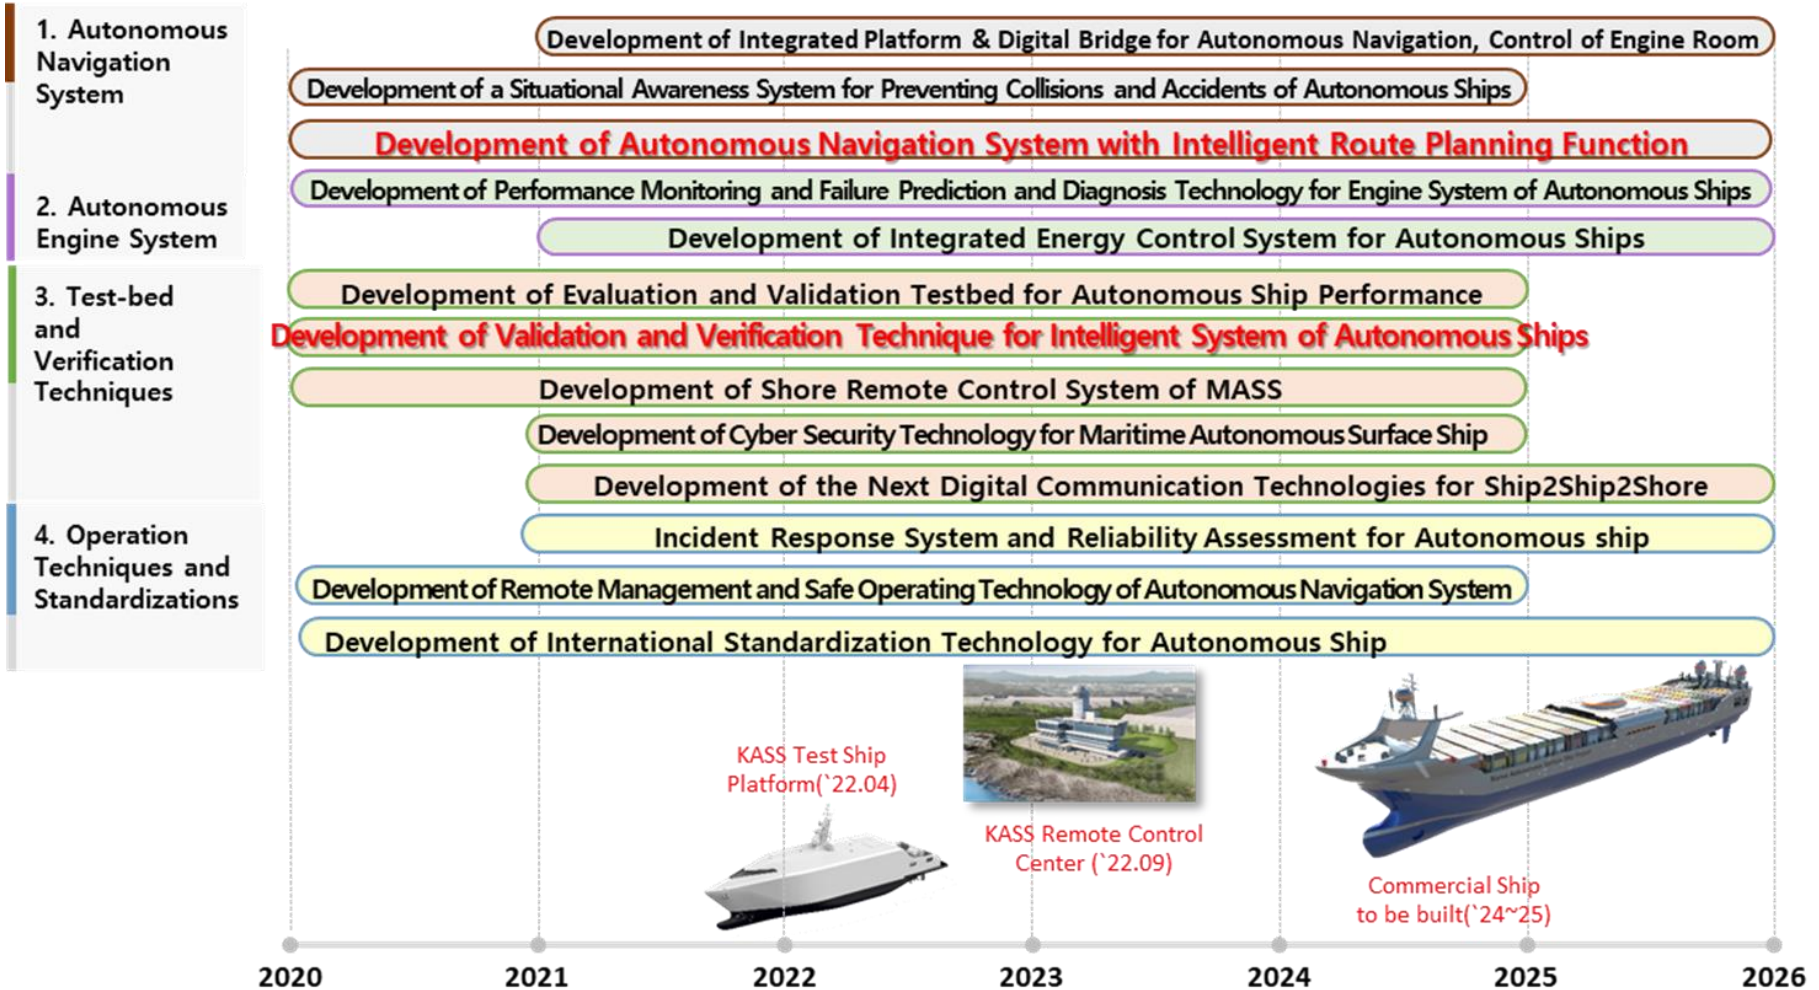 1. Autonomous
Navigation
System
Development of Integrated Platform & Digital Bridge for Autonomous Navigation, Control of Engine Room
Development of a Situational Awareness System for Preventing Collisions and Accidents of Autonomous Ships
Development of Autonomous Navigation System with Intelligent Route Planning Function
2. Autonomous
Engine System
Development of Performance Monitoring and Failure Prediction and Diagnosis Technology for Engine System of Autonomous Ships
Development of Integrated Energy Control System for Autonomous Ships
3. Test-bed
and
Verification
Techniques
Development of Evaluation and Validation Testbed for Autonomous Ship Performance
Development of Validation and Verification Technique for Intelligent System of Autonomous Ships
Development of Shore Remote Control System of MASS
Development of Cyber Security Technology for Maritime Autonomous Surface Ship
Development of the Next Digital Communication Technologies for Ship2Ship2Shore
4. Operation
Techniques and
Standardizations
Incident Response System and Reliability Assessment for Autonomous ship
Development of Remote Management and Safe Operating Technology of Autonomous Navigation System
Development of International Standardization Technology for Autonomous Ship
KASS Test Ship
Platform(`22.04)
KASS Remote Control
Center (`22.09)
Commercial Ship
to be built(`24~25)
2020 2021 2022 2023 2024 2025 2026